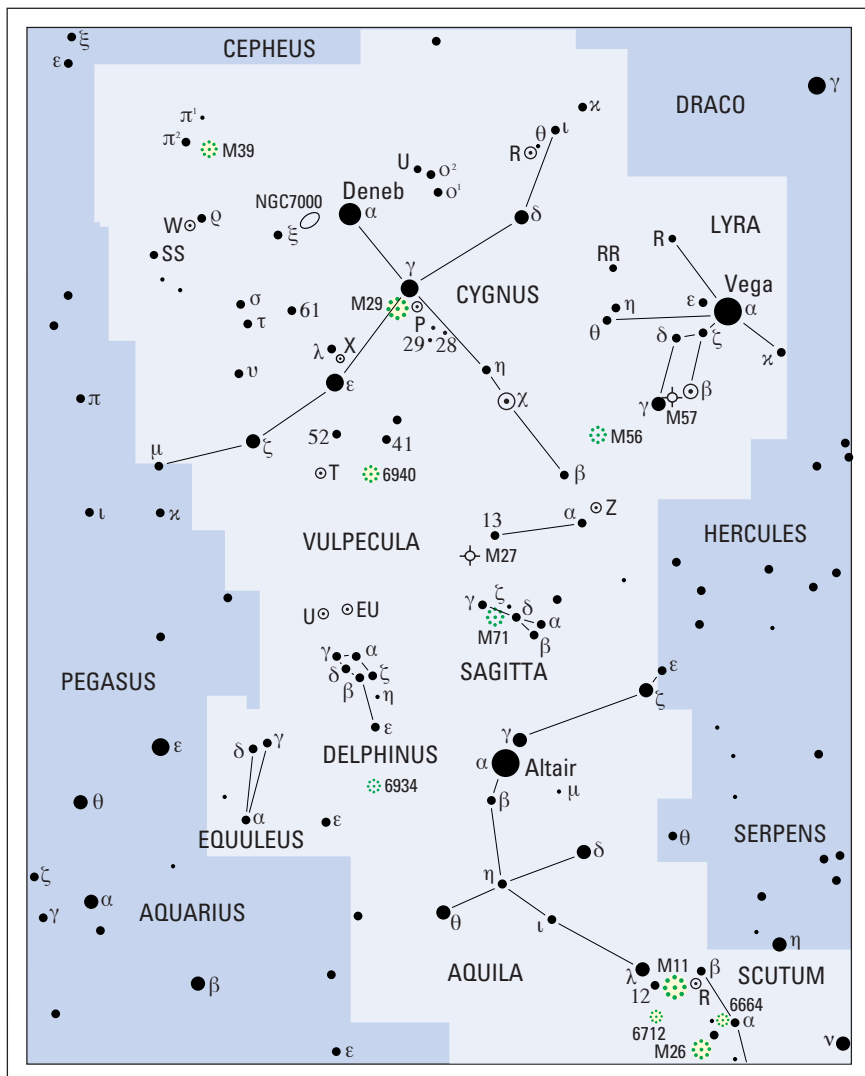 ξ
CEPHEUS
ε
γ
ϰ
DRACO
π¹
θ ι
π²
M39
R
U
ο²
ο¹
NGC7000
Deneb
α
W
ϱ
δ
LYRA
ξ
R
SS
γ
RR
Vega
σ
61
M29
CYGNUS
ε
α
P
η
θ
τ
29
28
δ
ζ
λ
X
ϰ
υ
ε
η
χ
β
π
γ
M57
52
41
M56
μ
ζ
T
6940
β
ι
ϰ
13
α
Z
VULPECULA
HERCULES
M27
U
EU
γ
ζ
δ
α
M71
β
γ
α
SAGITTA
δ
ζ
ε
PEGASUS
β
η
ζ
ε
γ
ε
δ
γ
DELPHINUS
α
Altair
6934
μ
θ
β
α
ε
θ
SERPENS
EQUULEUS
δ
ζ
η
α
θ
γ
AQUARIUS
ι
η
AQUILA
λ
M11
β
SCUTUM
12
R
β
6664
6712
α
M26
ν
ε